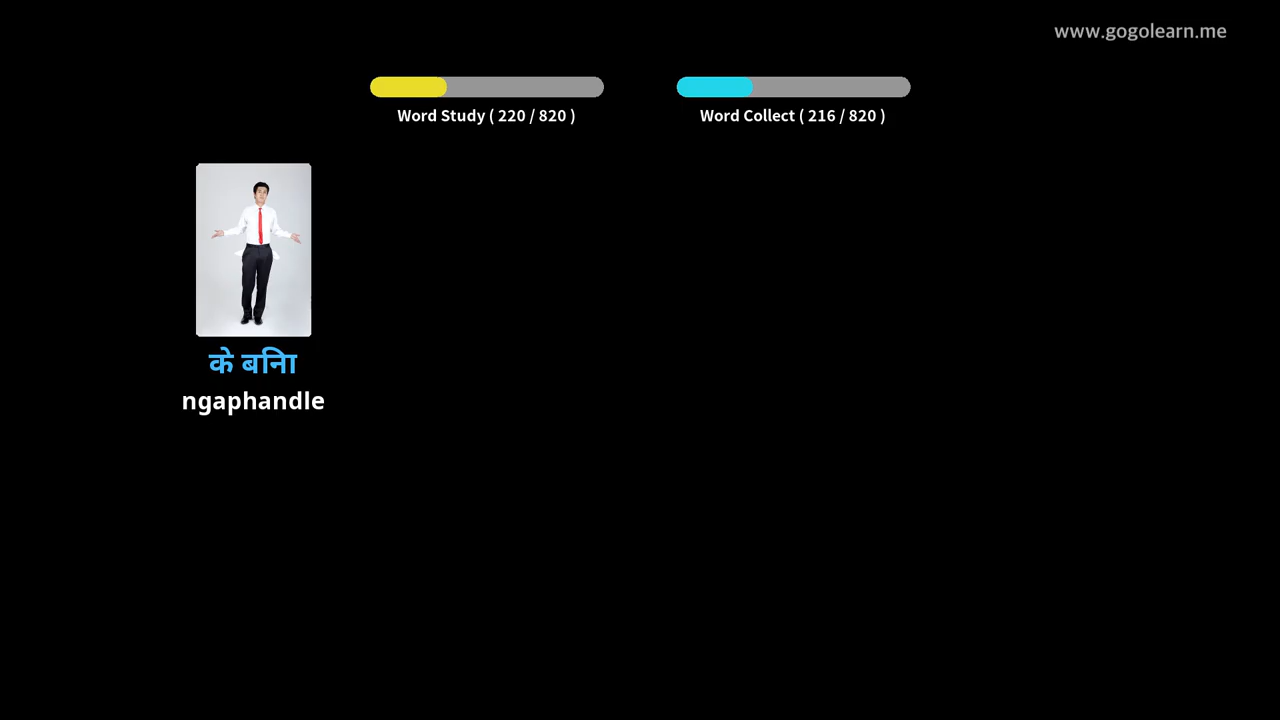 www.gogolearn.me
Word Study ( 220 / 820 )
Word Collect ( 216 / 820 )
के बिना
ngaphandle